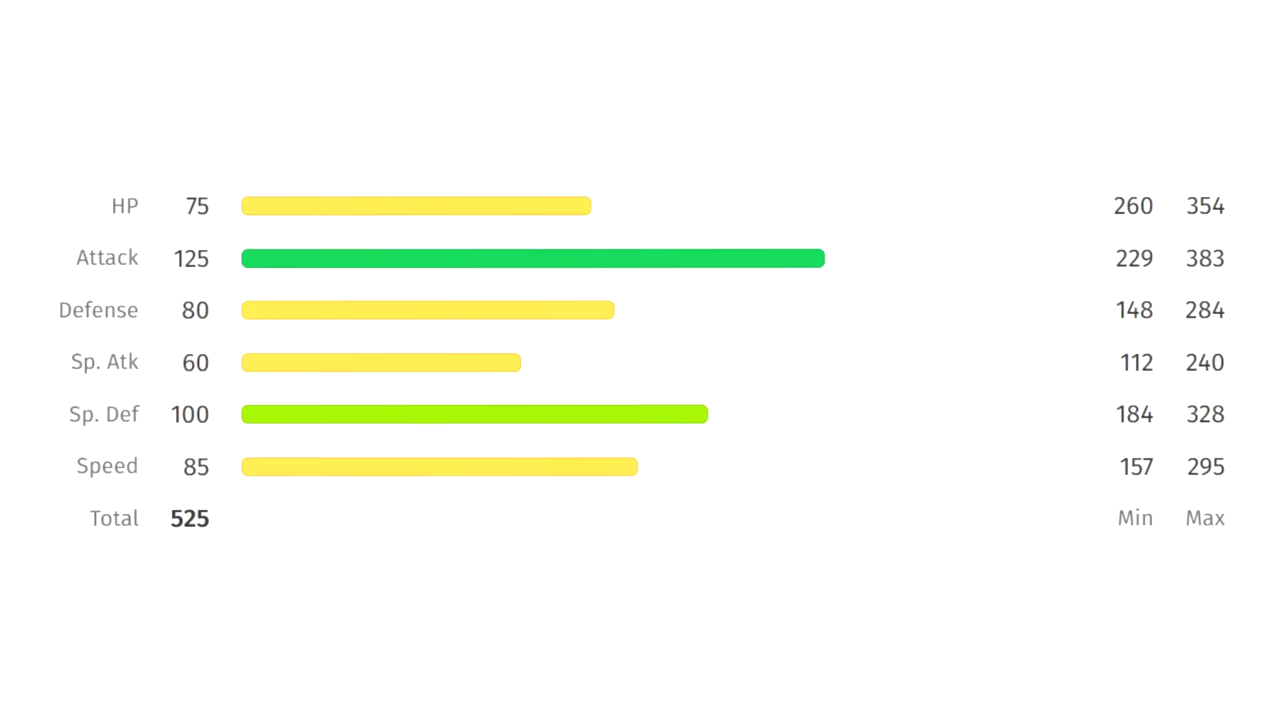 HP 75 260 354
Attack 125 229 383
Defense 80 148 284
Sp. Atk 60 112 240
Sp. Def 100 184 328
Speed 85 157 295
Total 525 Min Max